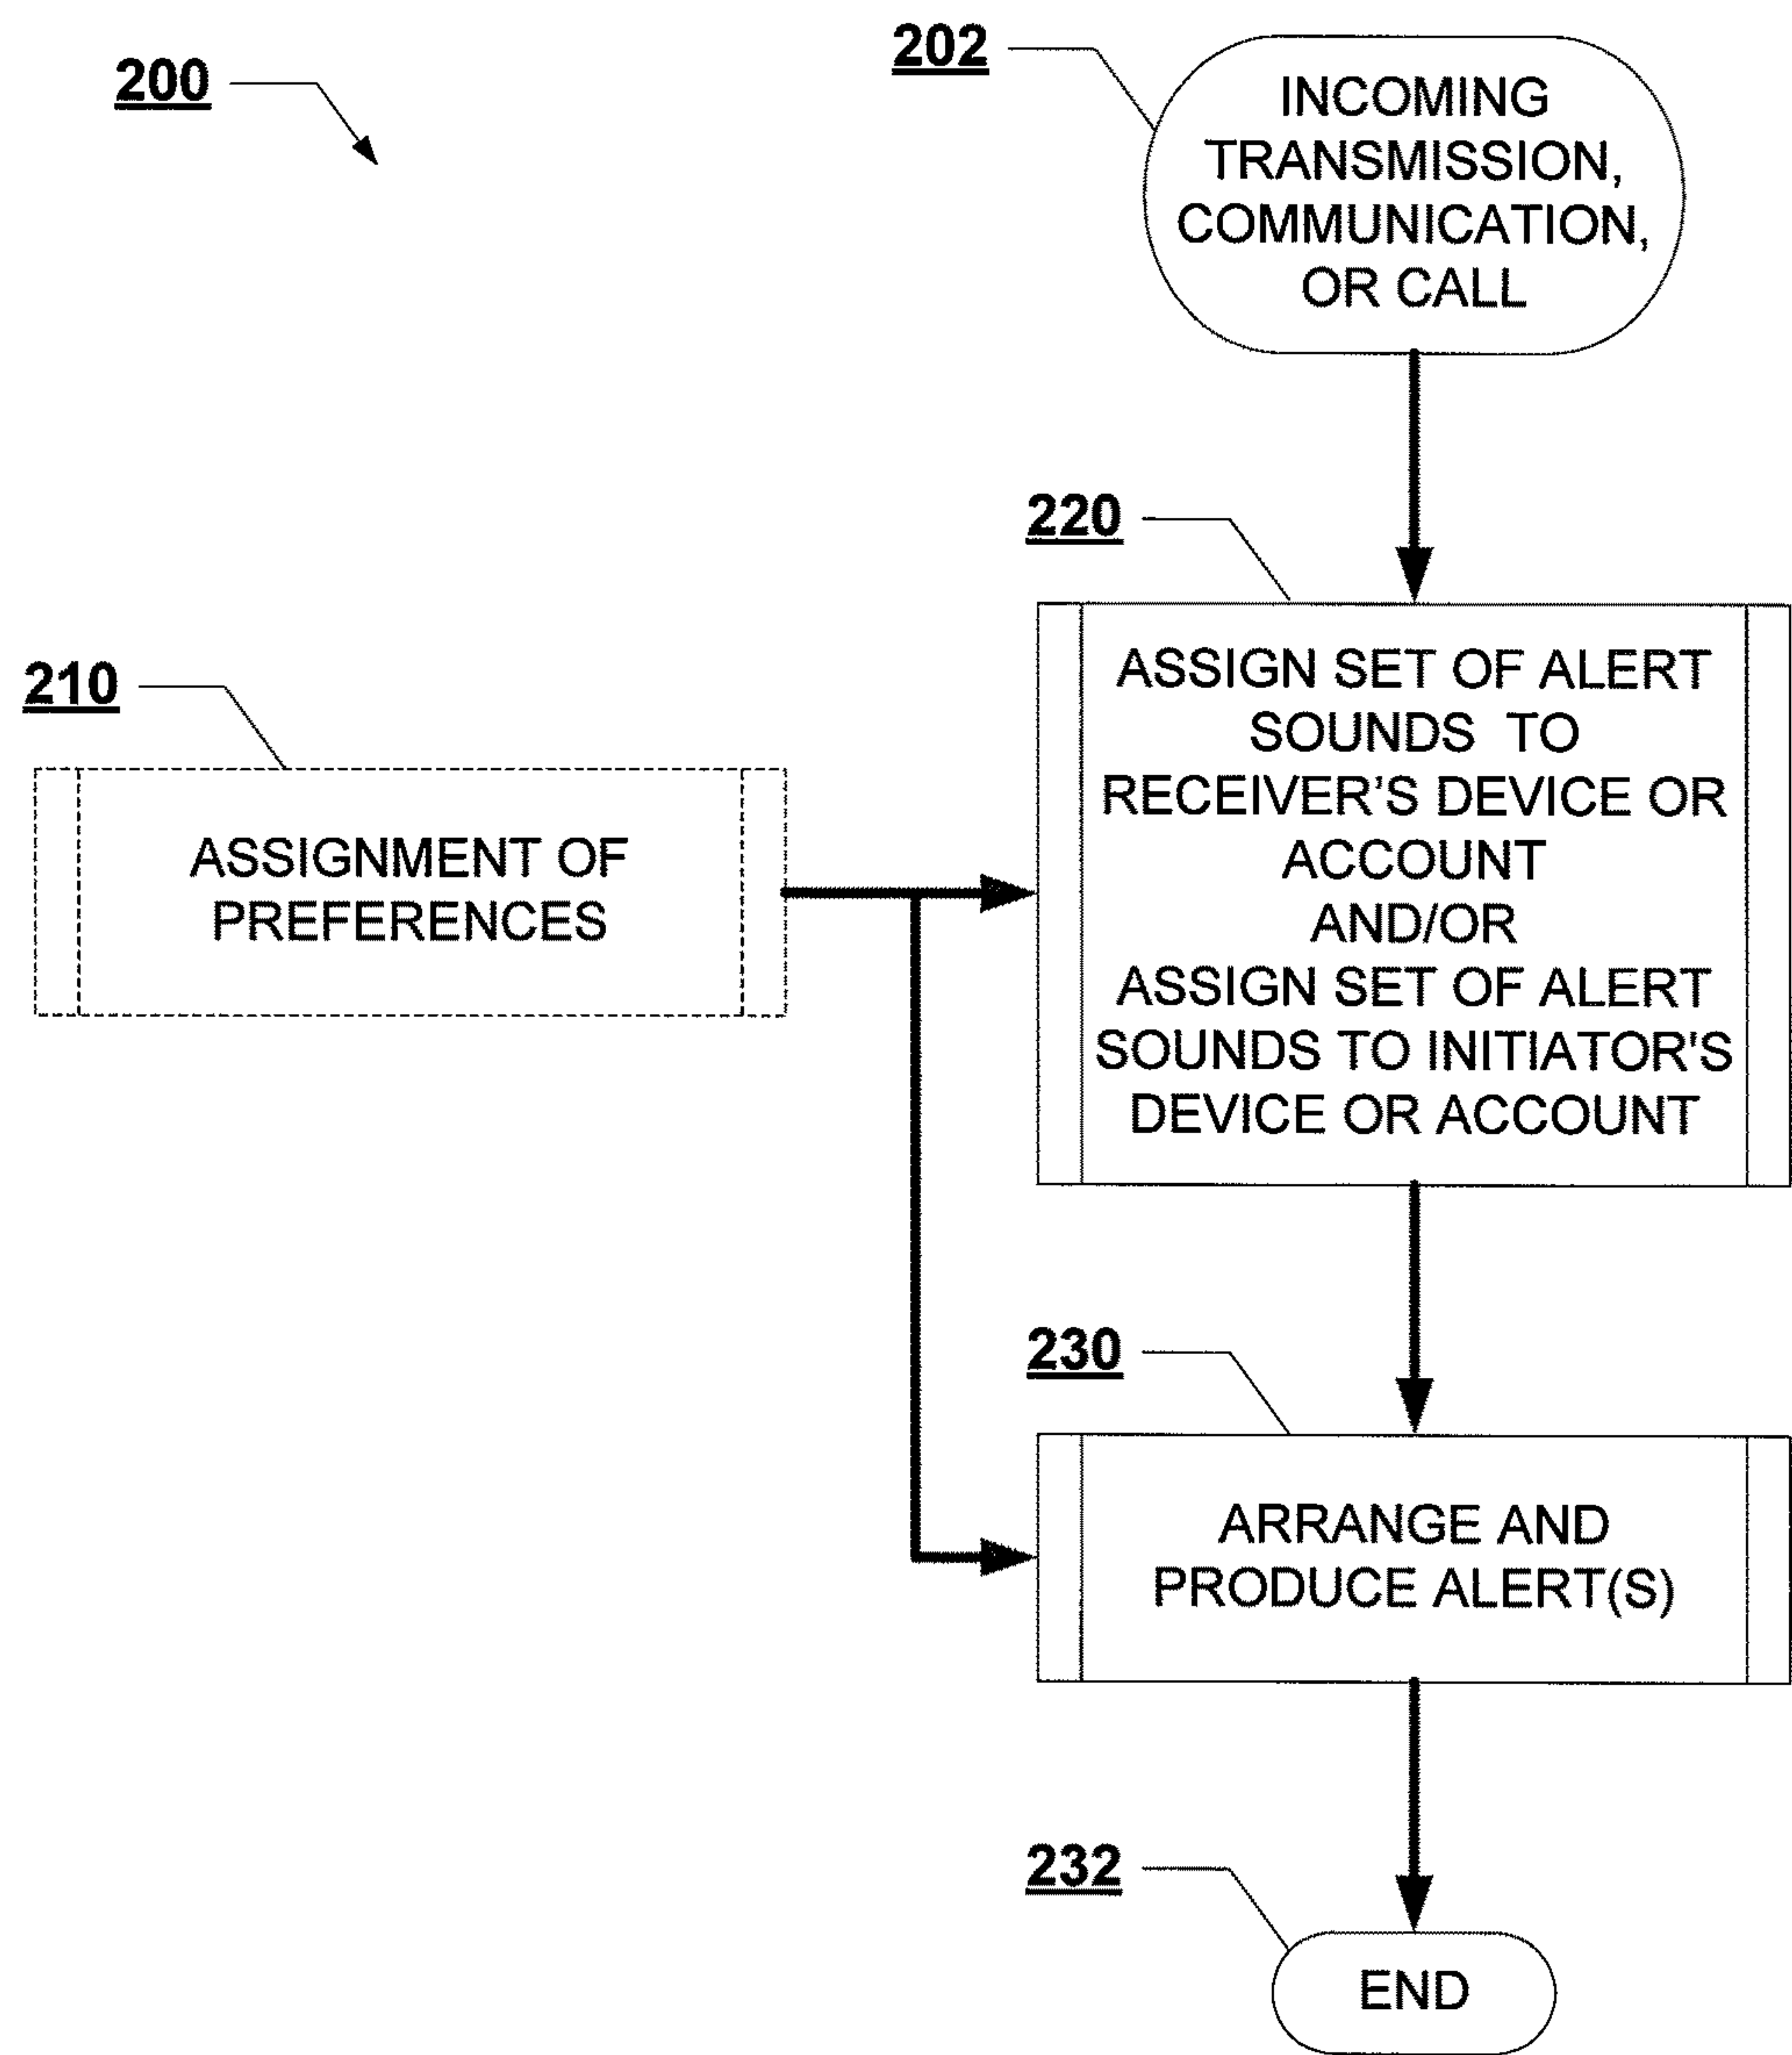 200
202
INCOMING
TRANSMISSION,
COMMUNICATION,
OR CALL
220
ASSIGN SET OF ALERT
SOUNDS TO
RECEIVER’S DEVICE OR
ACCOUNT
AND/OR
ASSIGN SET OF ALERT
SOUNDS TO INITIATOR'S
DEVICE OR ACCOUNT
210
ASSIGNMENT OF
PREFERENCES
230
ARRANGE AND
PRODUCE ALERT(S)
232
END